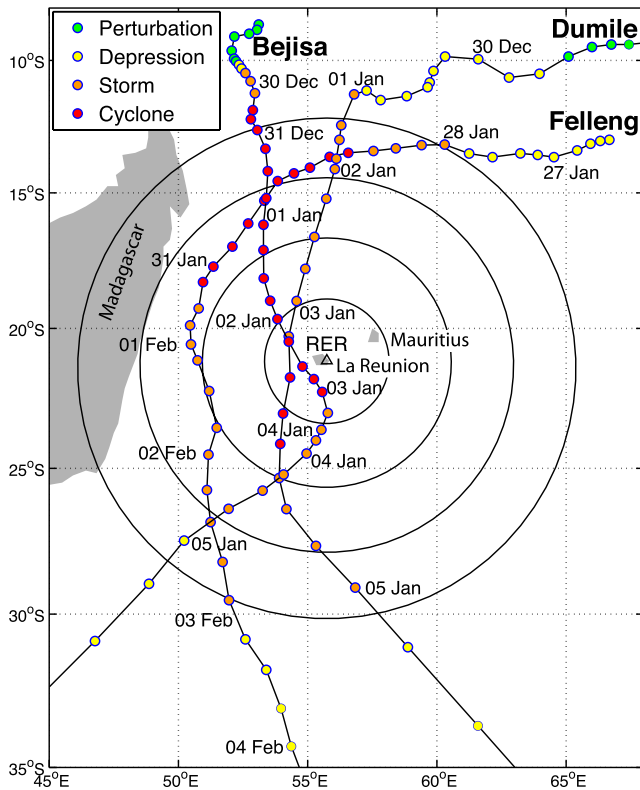 Perturbation
Depression
Storm
Cyclone
Bejisa
Dumile
Felleng
30 Dec
30 Dec
01 Jan
31 Dec
28 Jan
27 Jan
02 Jan
01 Jan
31 Jan
Madagascar
03 Jan
02 Jan
01 Feb
RER
Mauritius
La Reunion
03 Jan
04 Jan
02 Feb
04 Jan
05 Jan
05 Jan
03 Feb
04 Feb
10°S
15°S
20°S
25°S
30°S
35°S
45°E
50°E
55°E
60°E
65°E